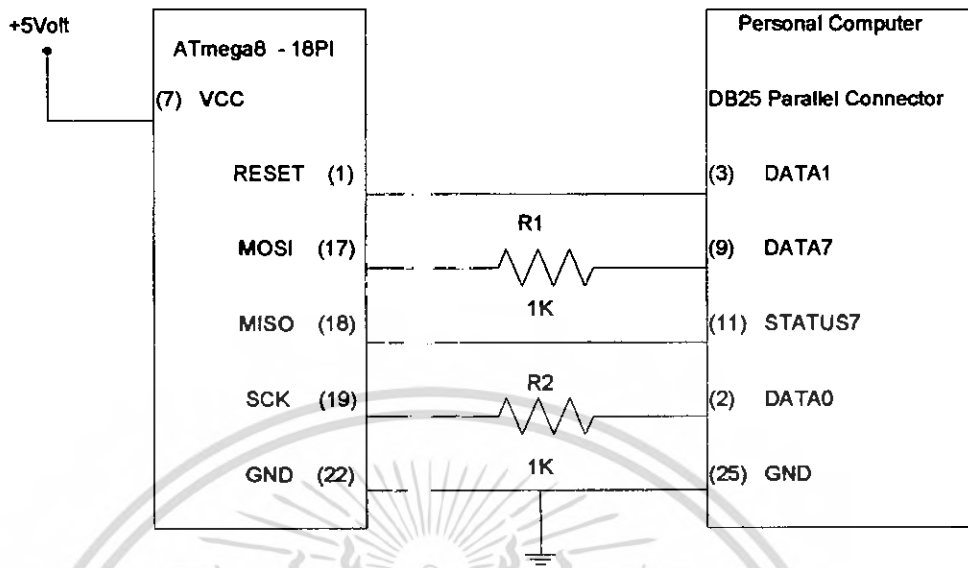 +5Volt
ATmega8 - 18PI
Personal Computer
(7) VCC
DB25 Parallel Connector
RESET (1)
(3) DATA1
R1
MOSI (17)
(9) DATA7
1K
MISO (18)
(11) STATUS7
R2
SCK (19)
(2) DATA0
1K
GND (22)
(25) GND